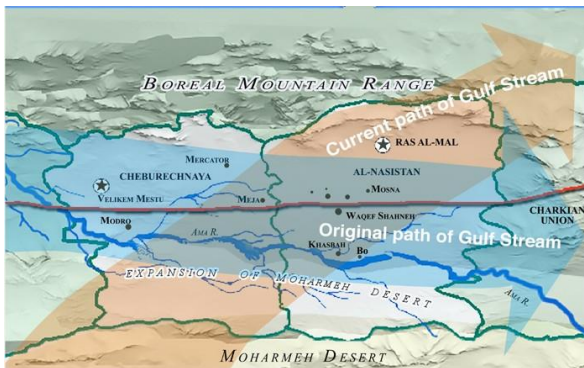 BOREAL MOUNTAIN RANGE
Current path of Gulf Stream
RAS AL-MAL
MERCATOR
CHEBURECHNAYA
AL-NASISTAN
MOSNA
VELIKEM MESTU
MEJA
WAQEF SHAHNEH
CHARKIAN
UNION
MODRO
Original path of Gulf Stream
AMA R.
KHASBAH
BO
EXPANSION OF MOHARMEH DESERT
AMA R.
MOHARMEH DESERT